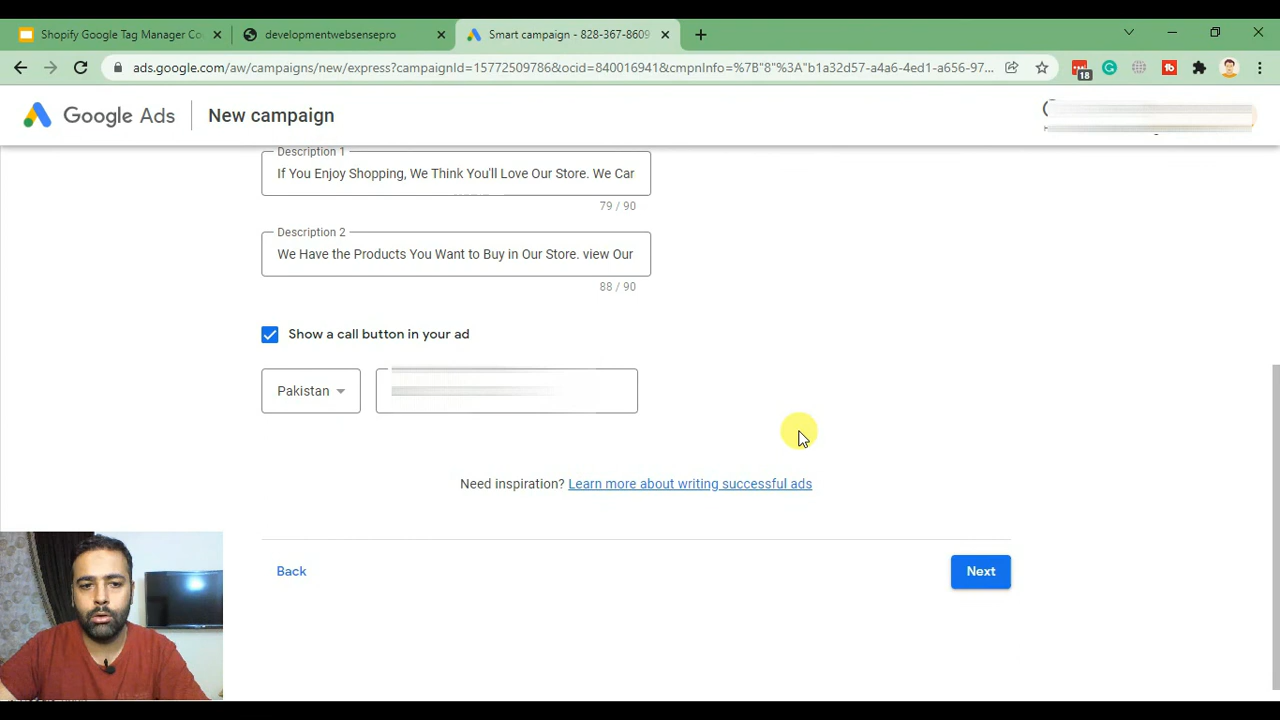 Shopify Google Tag Manager Co
developmentwebsensepro
Smart campaign - 828-367-8609
ads.google.com/aw/campaigns/new/express?campaignId=15772509786&ocid=840016941&cmpnInfo=%7B"8"%3A"b1a32d57-a4a6-4ed1-a656-97...
18
Google Ads
New campaign
Description 1
If You Enjoy Shopping, We Think You'll Love Our Store. We Car
79 / 90
Description 2
We Have the Products You Want to Buy in Our Store. view Our
88 / 90
Show a call button in your ad
Pakistan
Need inspiration? Learn more about writing successful ads
Back
Next